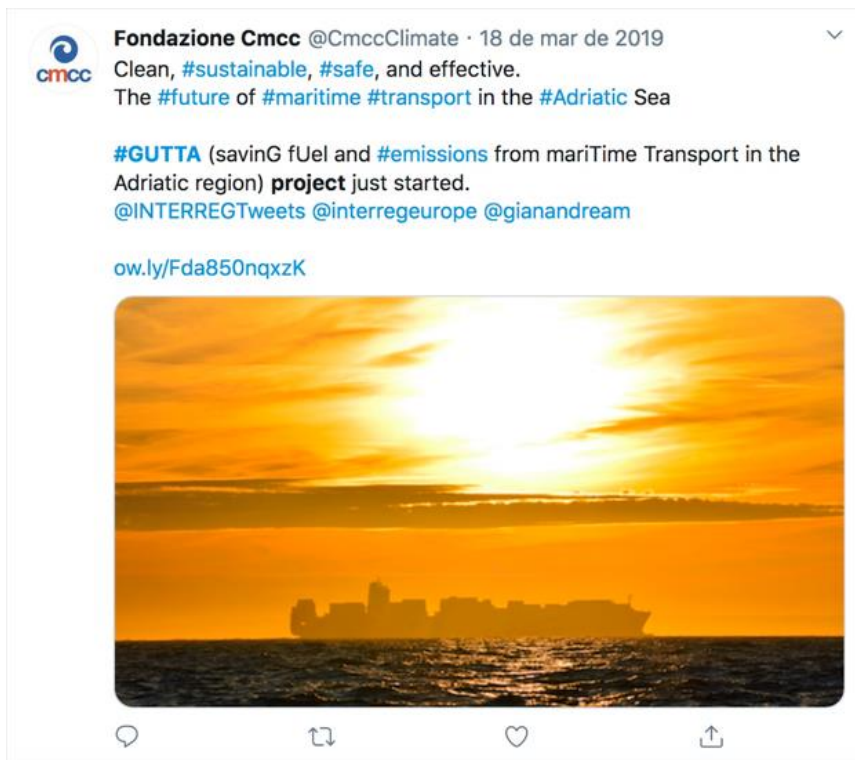 cmcc
Fondazione Cmcc @CmccClimate · 18 de mar de 2019
Clean, #sustainable, #safe, and effective.
The #future of #maritime #transport in the #Adriatic Sea
#GUTTA (savinG fUel and #emissions from mariTime Transport in the
Adriatic region) project just started.
@INTERREGTweets @interregeurope @gianandream
ow.ly/Fda850nqxzK